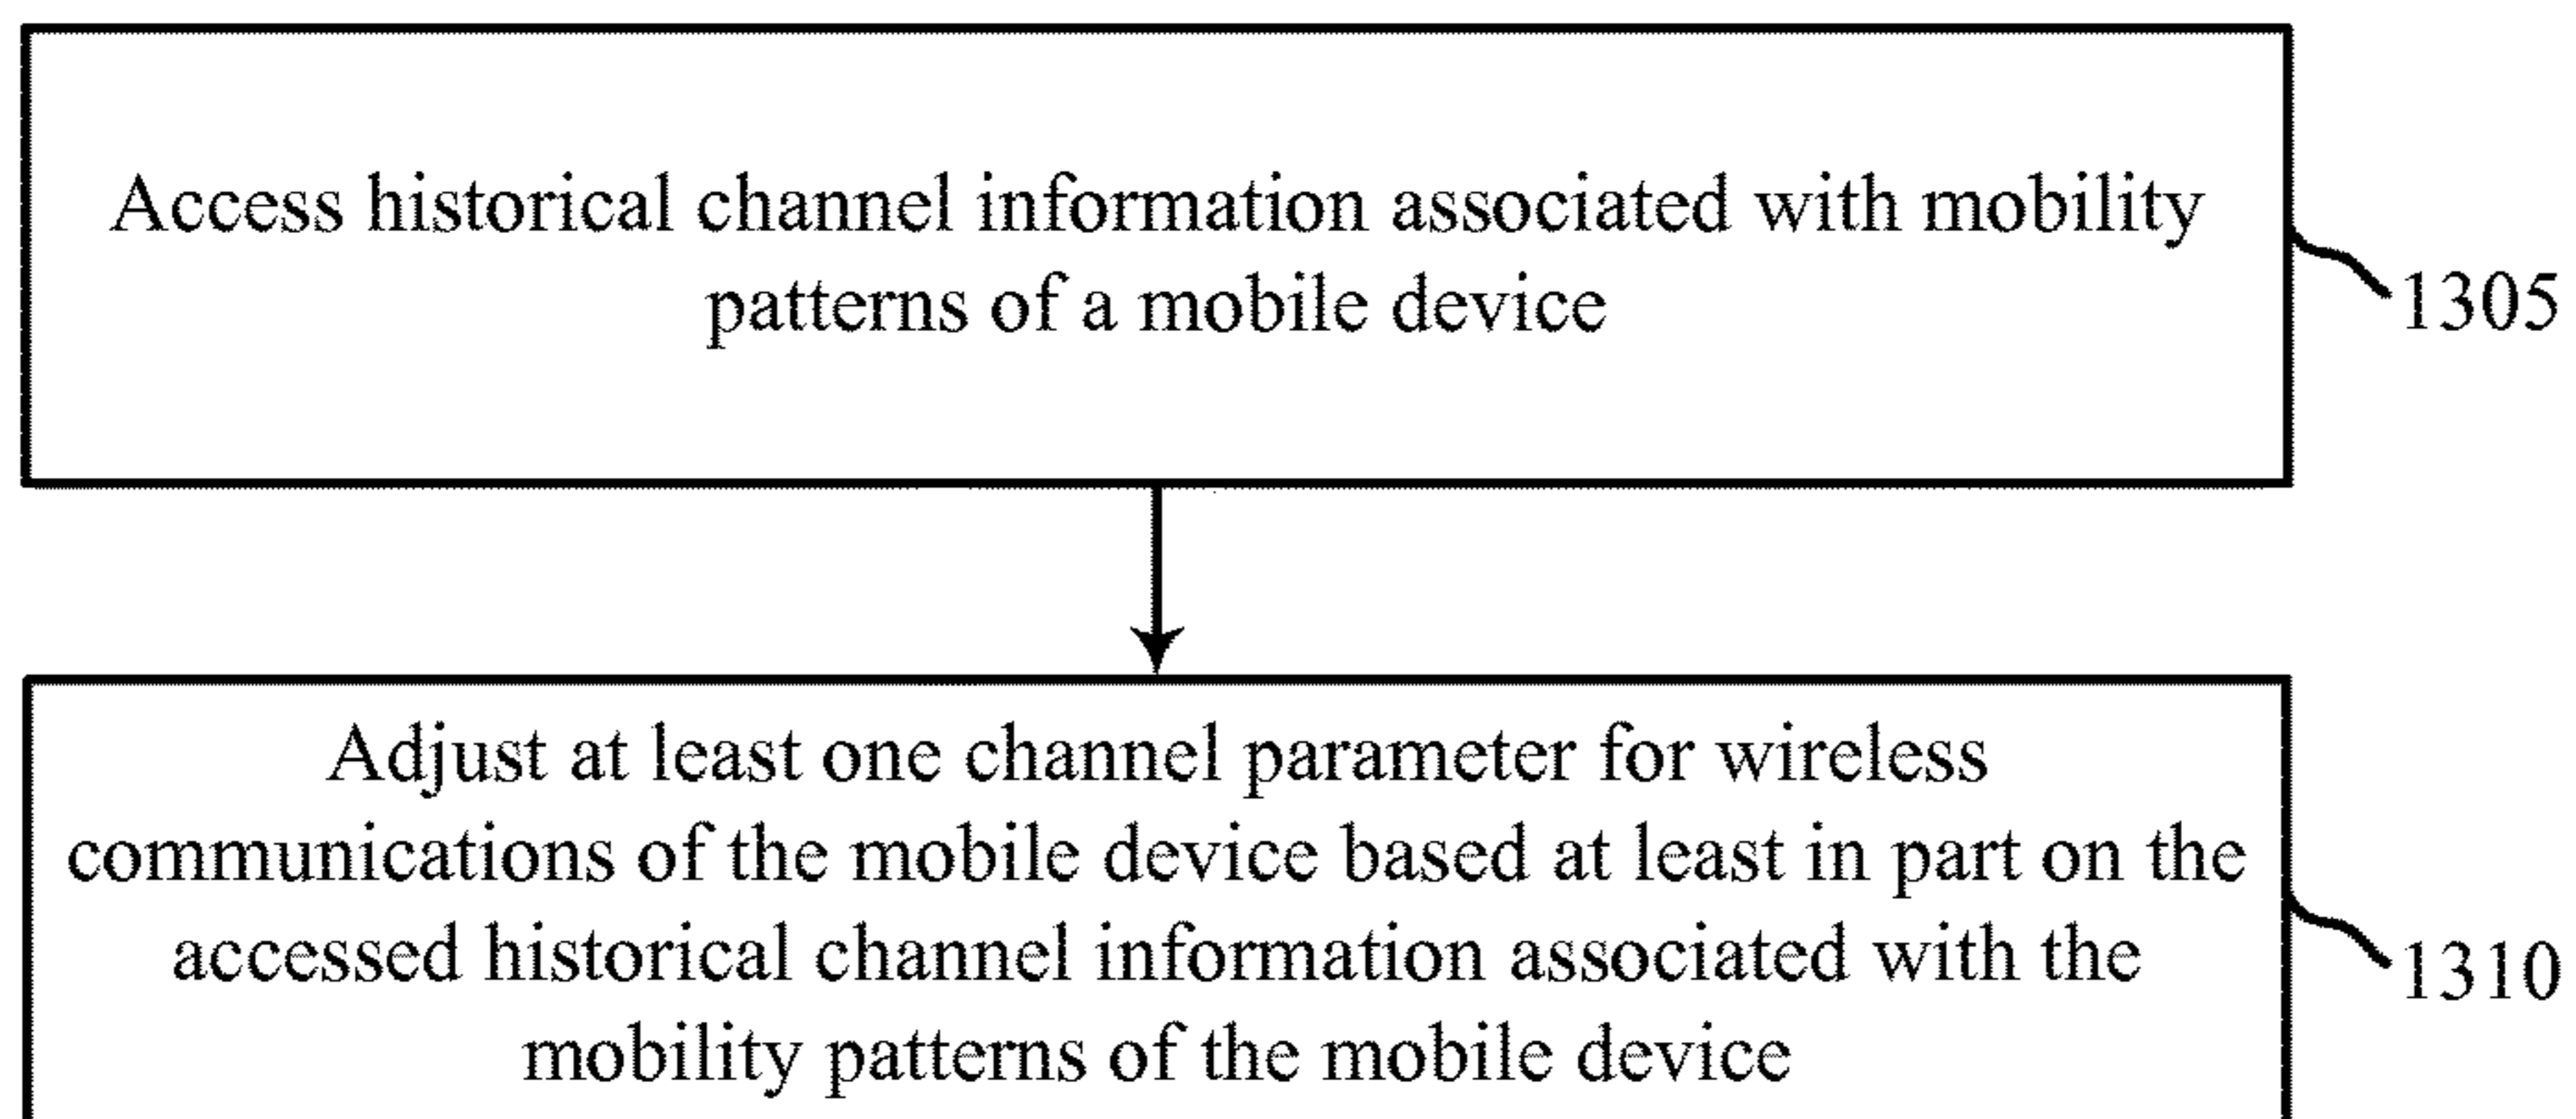 Access historical channel information associated with mobility
patterns of a mobile device
1305
Adjust at least one channel parameter for wireless
communications of the mobile device based at least in part on the
accessed historical channel information associated with the
mobility patterns of the mobile device
1310